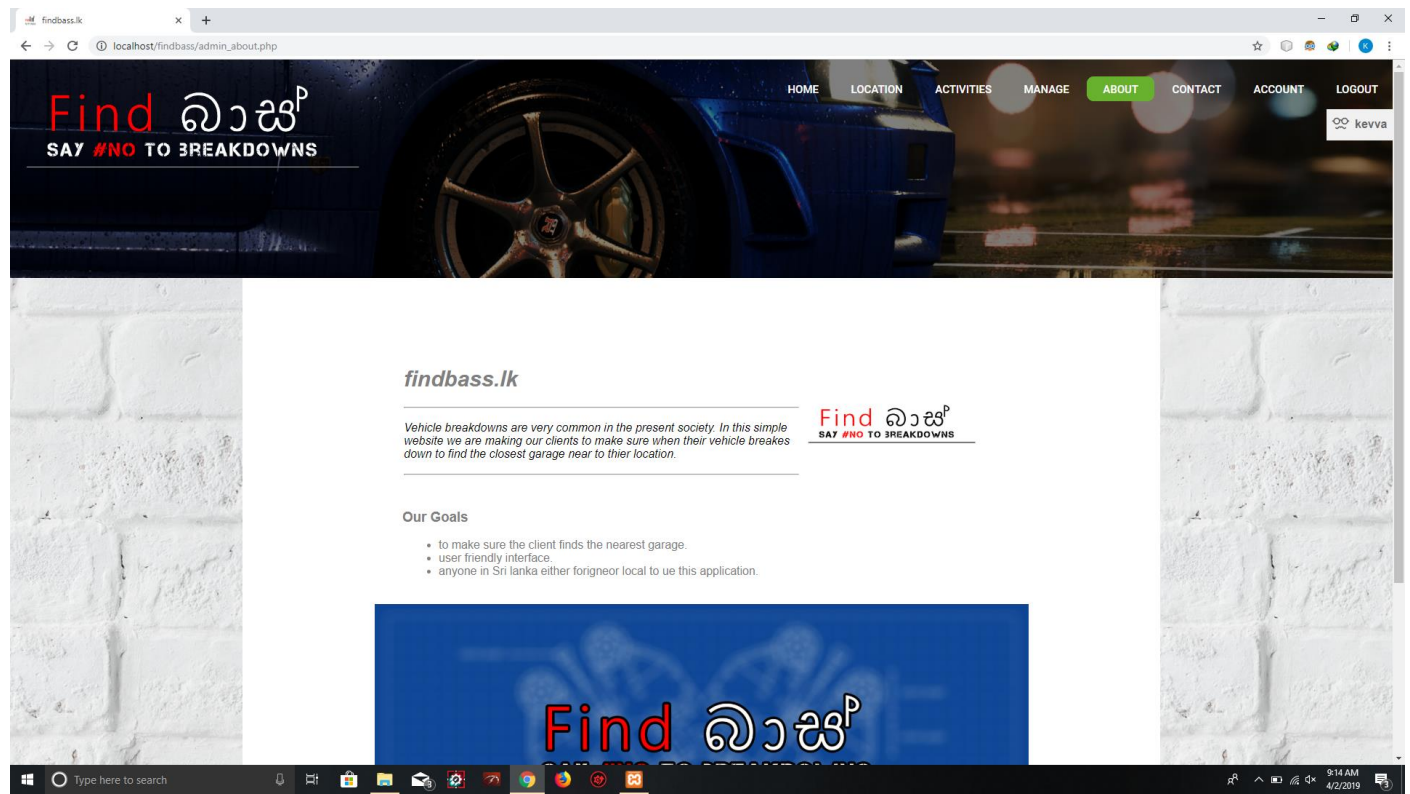 findbass.lk
localhost/findbass/admin_about.php
K
HOME LOCATION ACTIVITIES MANAGE ABOUT CONTACT ACCOUNT LOGOUT
kevva
Find බාස්
SAY #NO TO BREAKDOWNS
findbass.lk
Vehicle breakdowns are very common in the present society. In this simple
website we are making our clients to make sure when their vehicle breakes
down to find the closest garage near to thier location.
Find බාස්
SAY #NO TO BREAKDOWNS
Our Goals
to make sure the client finds the nearest garage.
user friendly interface.
anyone in Sri lanka either forigneor local to ue this application.
Find බාස්
Type here to search
9:14 AM
4/2/2019